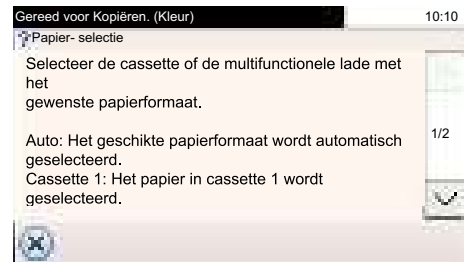 Gereed voor Kopiëren. (Kleur) 10:10
Papier- selectie
Selecteer de cassette of de multifunctionele lade met
het
gewenste papierformaat.
Auto: Het geschikte papierformaat wordt automatisch
geselecteerd.
1/2
Cassette 1: Het papier in cassette 1 wordt
geselecteerd.